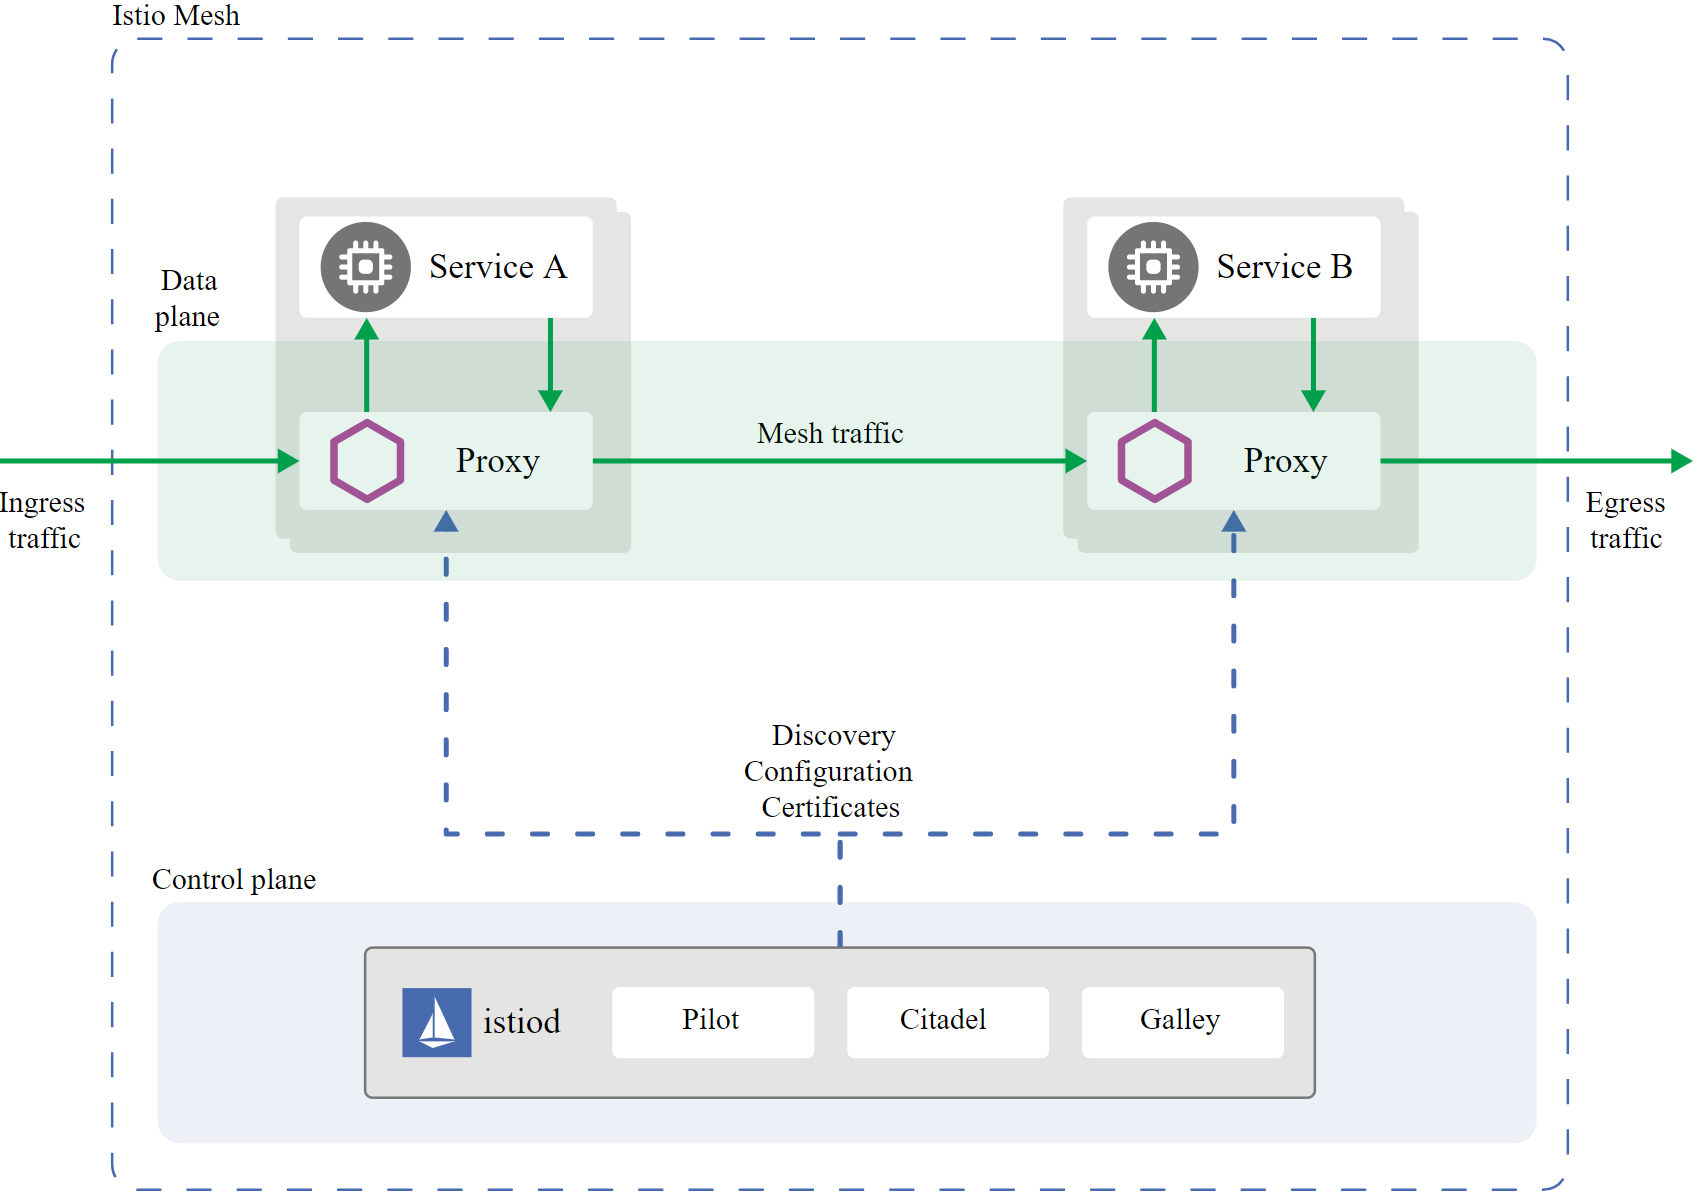 Istio Mesh
Service A
Service B
Data
plane
Mesh traffic
Proxy
Proxy
Ingress
traffic
Egress
traffic
Discovery
Configuration
Certificates
Control plane
istiod
Pilot
Citadel
Galley